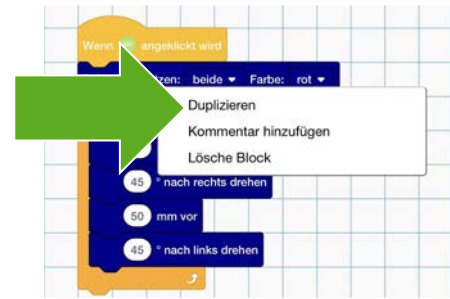 Wenn angeklickt wird
zen: beide Farbe: rot
Duplizieren
Kommentar hinzufügen
Lösche Block
45 ° nach rechts drehen
50 mm vor
45 ° nach links drehen